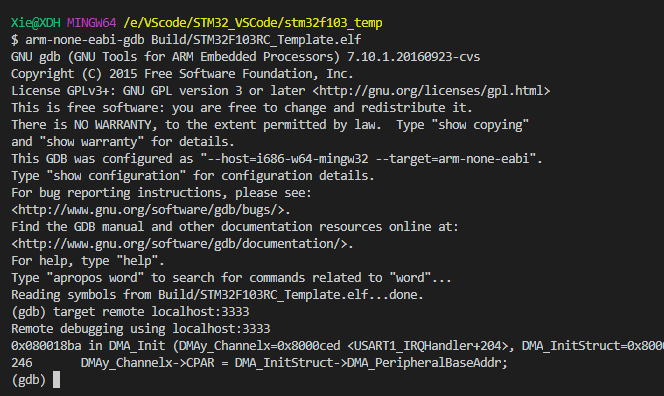 Xie@XDH MINGW64 /e/VScode/STM32_VSCode/stm32f103_temp
$ arm-none-eabi-gdb Build/STM32F103RC_Template.elf
GNU gdb (GNU Tools for ARM Embedded Processors) 7.10.1.20160923-cvs
Copyright (C) 2015 Free Software Foundation, Inc.
License GPLv3+: GNU GPL version 3 or later <http://gnu.org/licenses/gpl.html>
This is free software: you are free to change and redistribute it.
There is NO WARRANTY, to the extent permitted by law.  Type "show copying"
and "show warranty" for details.
This GDB was configured as "--host=i686-w64-mingw32 --target=arm-none-eabi".
Type "show configuration" for configuration details.
For bug reporting instructions, please see:
<http://www.gnu.org/software/gdb/bugs/>.
Find the GDB manual and other documentation resources online at:
<http://www.gnu.org/software/gdb/documentation/>.
For help, type "help".
Type "apropos word" to search for commands related to "word"...
Reading symbols from Build/STM32F103RC_Template.elf...done.
(gdb) target remote localhost:3333
Remote debugging using localhost:3333
0x080018ba in DMA_Init (DMAy_Channelx=0x8000ced <USART1_IRQHandler+204>, DMA_InitStruct=0x800
246       DMAy_Channelx->CPAR = DMA_InitStruct->DMA_PeripheralBaseAddr;
(gdb)